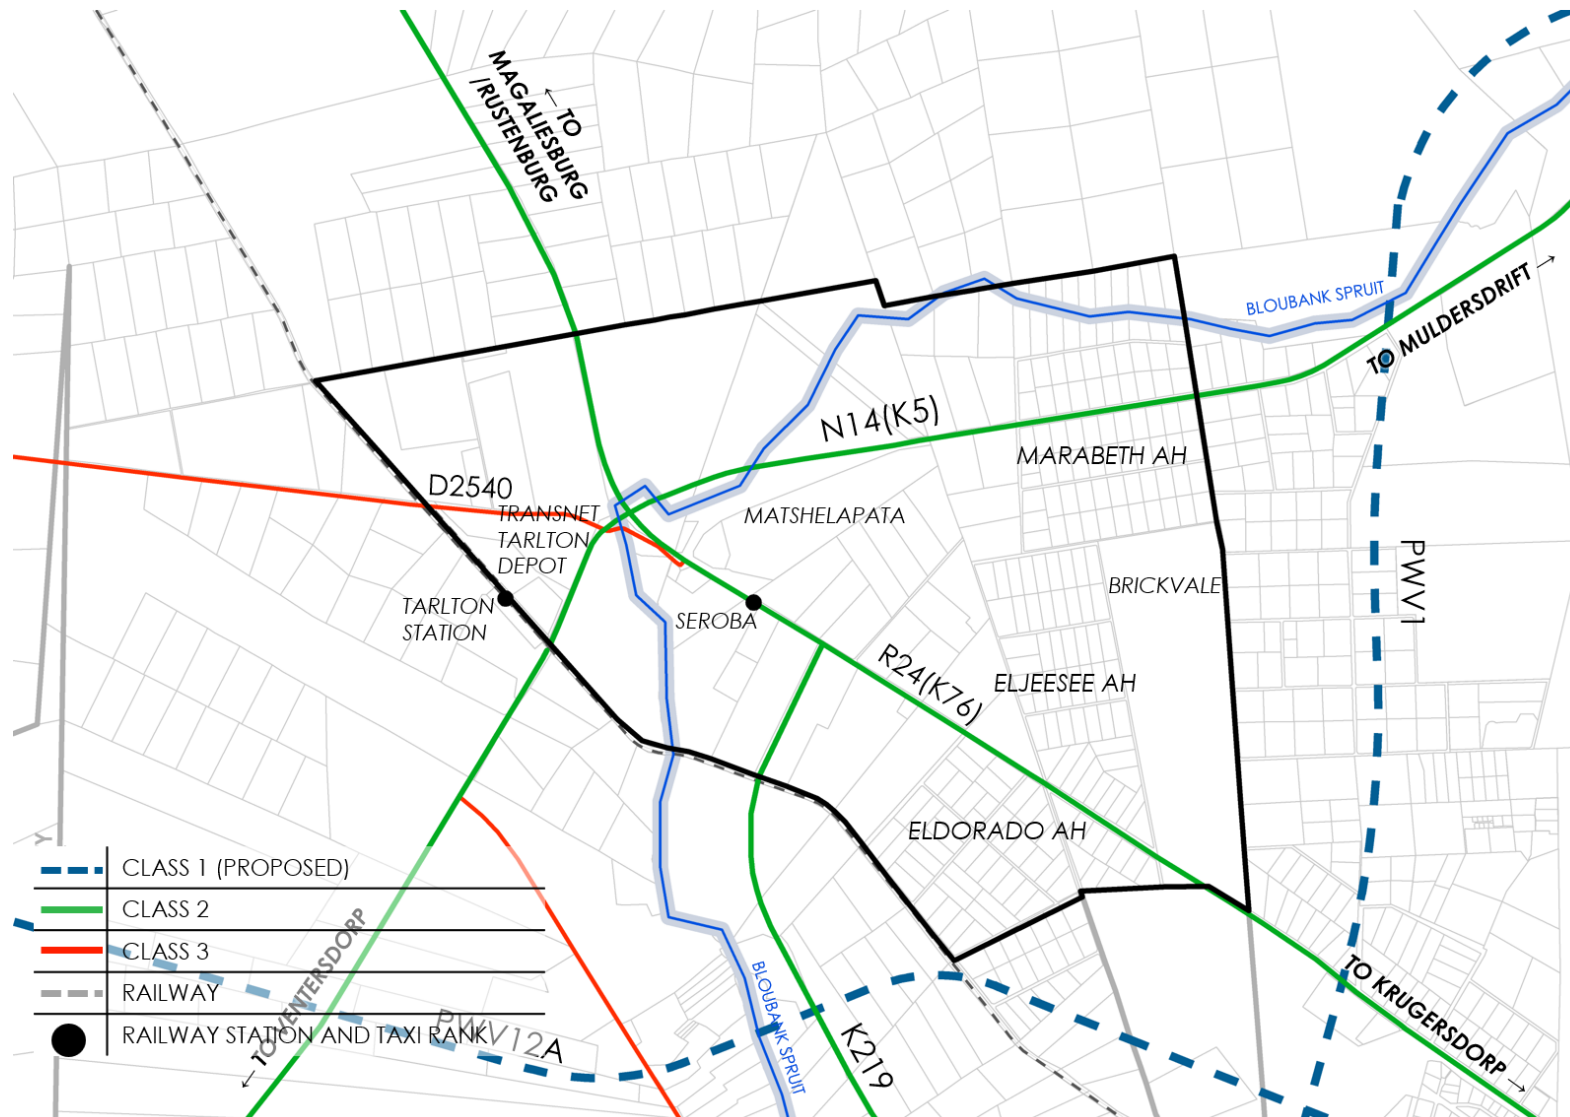 ← TO
MAGALIESBURG
/RUSTENBURG
BLOUBANK SPRUIT
TO MULDERSDRIFT →
N14(K5)
MARABETH AH
D2540
TRANSNET
TARLTON
DEPOT
MATSHELAPATA
PWV1
BRICKVALE
TARLTON
STATION
SEROBA
R24(K76)
ELJEESEE AH
ELDORADO AH
Y
CLASS 1 (PROPOSED)
CLASS 2
CLASS 3
RAILWAY
RAILWAY STATION AND TAXI RANK
← TO VENTERSDORP
PWV12A
BLOUBANK SPRUIT
K219
TO KRUGERSDORP →